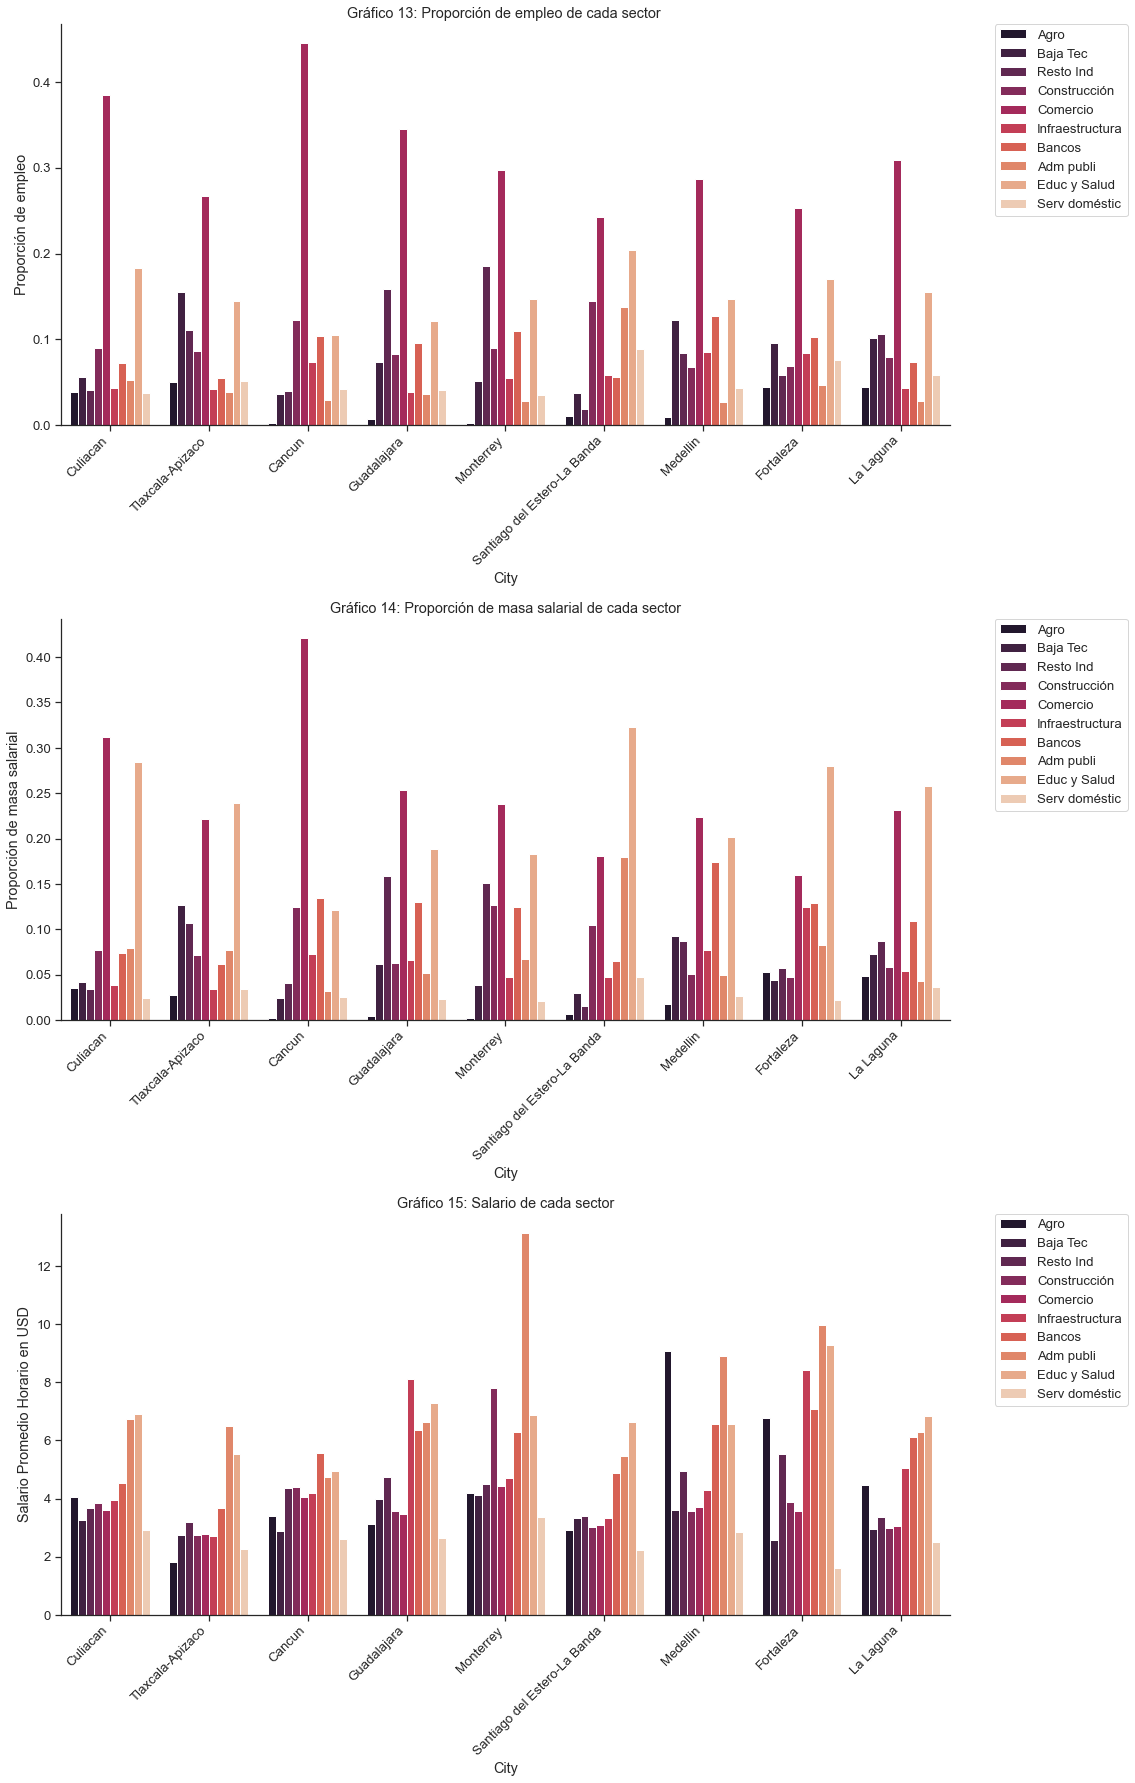 Gráfico 13: Proporción de empleo de cada sector
Proporción de empleo
0.4
0.3
0.2
0.1
0.0
Culiacan
Tlaxcala-Apizaco
Cancun
Guadalajara
Monterrey
Santiago del Estero-La Banda
Medellin
Fortaleza
La Laguna
City
Agro
Baja Tec
Resto Ind
Construcción
Comercio
Infraestructura
Bancos
Adm publi
Educ y Salud
Serv doméstic
Gráfico 14: Proporción de masa salarial de cada sector
Proporción de masa salarial
0.40
0.35
0.30
0.25
0.20
0.15
0.10
0.05
0.00
Culiacan
Tlaxcala-Apizaco
Cancun
Guadalajara
Monterrey
Santiago del Estero-La Banda
Medellin
Fortaleza
La Laguna
City
Agro
Baja Tec
Resto Ind
Construcción
Comercio
Infraestructura
Bancos
Adm publi
Educ y Salud
Serv doméstic
Gráfico 15: Salario de cada sector
Salario Promedio Horario en USD
12
10
8
6
4
2
0
Culiacan
Tlaxcala-Apizaco
Cancun
Guadalajara
Monterrey
Santiago del Estero-La Banda
Medellin
Fortaleza
La Laguna
City
Agro
Baja Tec
Resto Ind
Construcción
Comercio
Infraestructura
Bancos
Adm publi
Educ y Salud
Serv doméstic